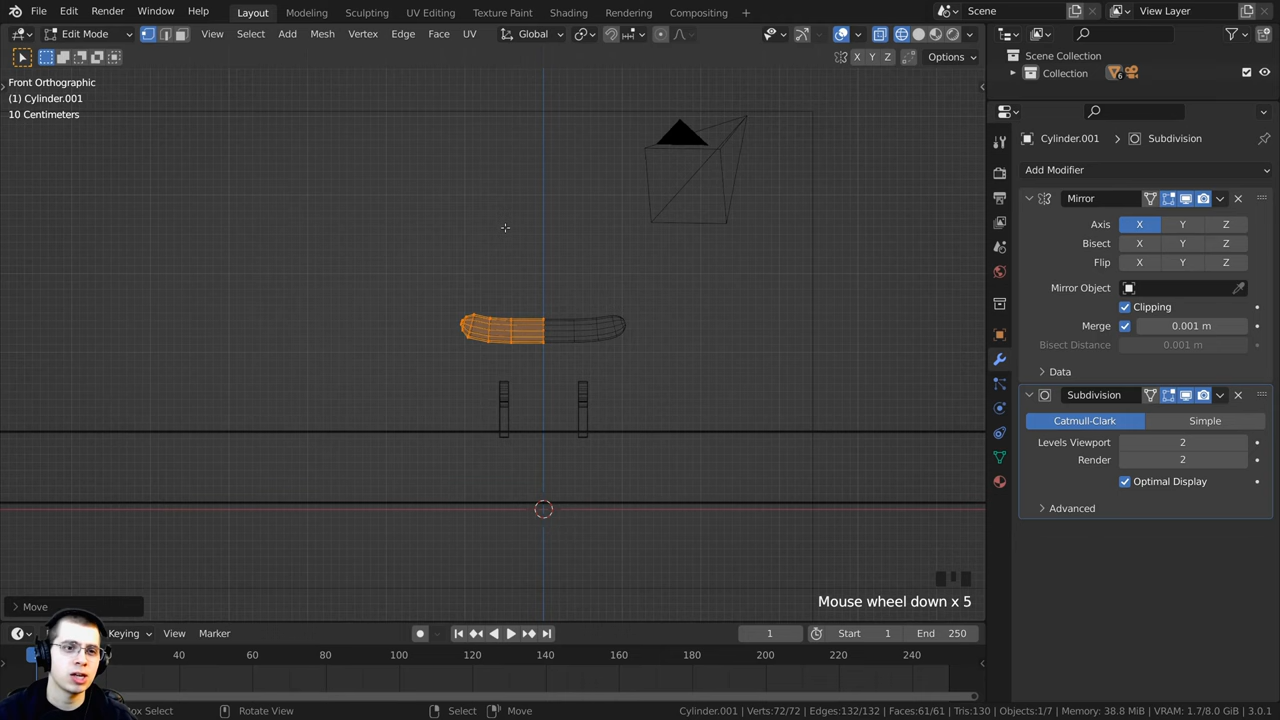 File Edit Render Window Help Layout Modeling Sculpting UV Editing Texture Paint Shading Animation Rendering Compositing + Scene View Layer
Edit Mode View Select Add Mesh Vertex Edge Face UV Global
X Y Z Options
Front Orthographic
(1) Cylinder.001
10 Centimeters
Scene Collection
Collection 6
Cylinder.001 > Subdivision
Add Modifier
Mirror
Axis X Y Z
Bisect X Y Z
Flip X Y Z
Mirror Object
Clipping
Merge 0.001 m
Bisect Distance 0.001 m
Data
Subdivision
Catmull-Clark Simple
Levels Viewport 2
Render 2
Optimal Display
Advanced
Mouse wheel down x 5
Move
Keying View Marker 1 Start 1 End 250
40 60 80 100 120 140 160 180 200 220 240
Box Select Rotate View Select Move Cylinder.001 | Verts:72/72 | Edges:132/132 | Faces:61/61 | Tris:130 | Objects:1/7 | Memory: 38.8 MiB | VRAM: 1.7/8.0 GiB | 3.0.1